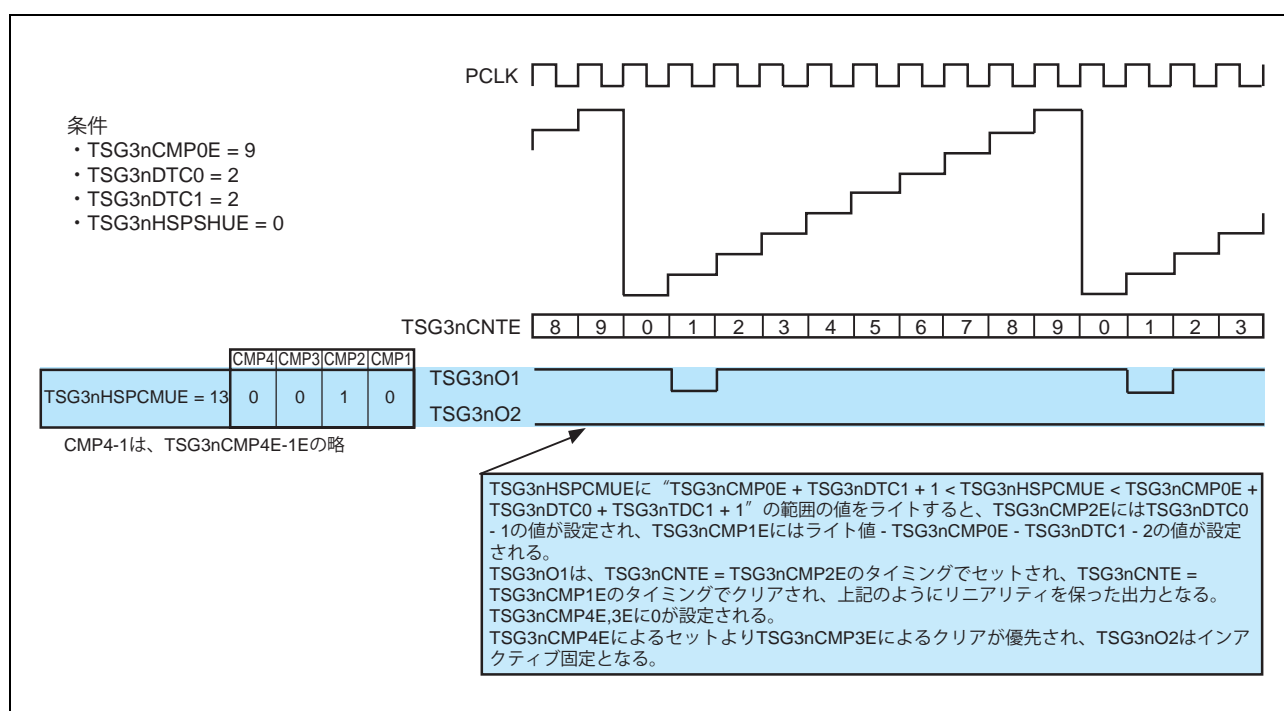 PCLK
条件
・TSG3nCMP0E = 9
・TSG3nDTC0 = 2
・TSG3nDTC1 = 2
・TSG3nHSPSHUE = 0
TSG3nCNTE 8 9 0 1 2 3 4 5 6 7 8 9 0 1 2 3
CMP4 CMP3 CMP2 CMP1
TSG3nHSPCMUE = 13 0 0 1 0
TSG3nO1
TSG3nO2
CMP4-1は、TSG3nCMP4E-1Eの略
TSG3nHSPCMUEに“TSG3nCMP0E + TSG3nDTC1 + 1 < TSG3nHSPCMUE < TSG3nCMP0E +
TSG3nDTC0 + TSG3nTDC1 + 1”の範囲の値をライトすると、TSG3nCMP2EにはTSG3nDTC0
- 1の値が設定され、TSG3nCMP1Eにはライト値 - TSG3nCMP0E - TSG3nDTC1 - 2の値が設定
される。
TSG3nO1は、TSG3nCNTE = TSG3nCMP2Eのタイミングでセットされ、TSG3nCNTE =
TSG3nCMP1Eのタイミングでクリアされ、上記のようにリニアリティを保った出力となる。
TSG3nCMP4E,3Eに0が設定される。
TSG3nCMP4EによるセットよりTSG3nCMP3Eによるクリアが優先され、TSG3nO2はインア
クティブ固定となる。